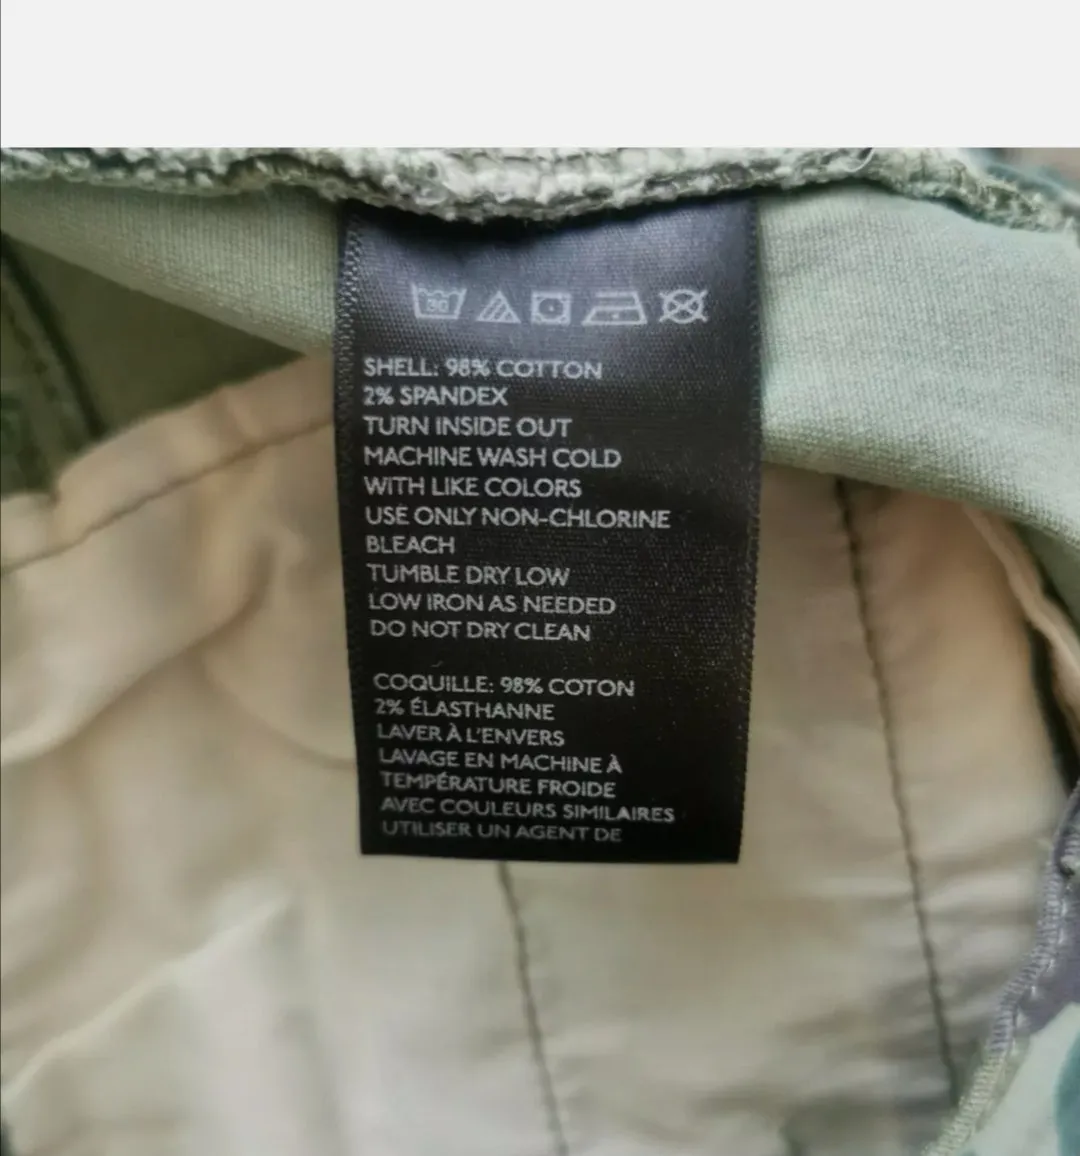 30
SHELL: 98% COTTON
2% SPANDEX
TURN INSIDE OUT
MACHINE WASH COLD
WITH LIKE COLORS
USE ONLY NON-CHLORINE
BLEACH
TUMBLE DRY LOW
LOW IRON AS NEEDED
DO NOT DRY CLEAN
COQUILLE: 98% COTON
2% ÉLASTHANNE
LAVER À L'ENVERS
LAVAGE EN MACHINE À
TEMPÉRATURE FROIDE
AVEC COULEURS SIMILAIRES
UTILISER UN AGENT DE